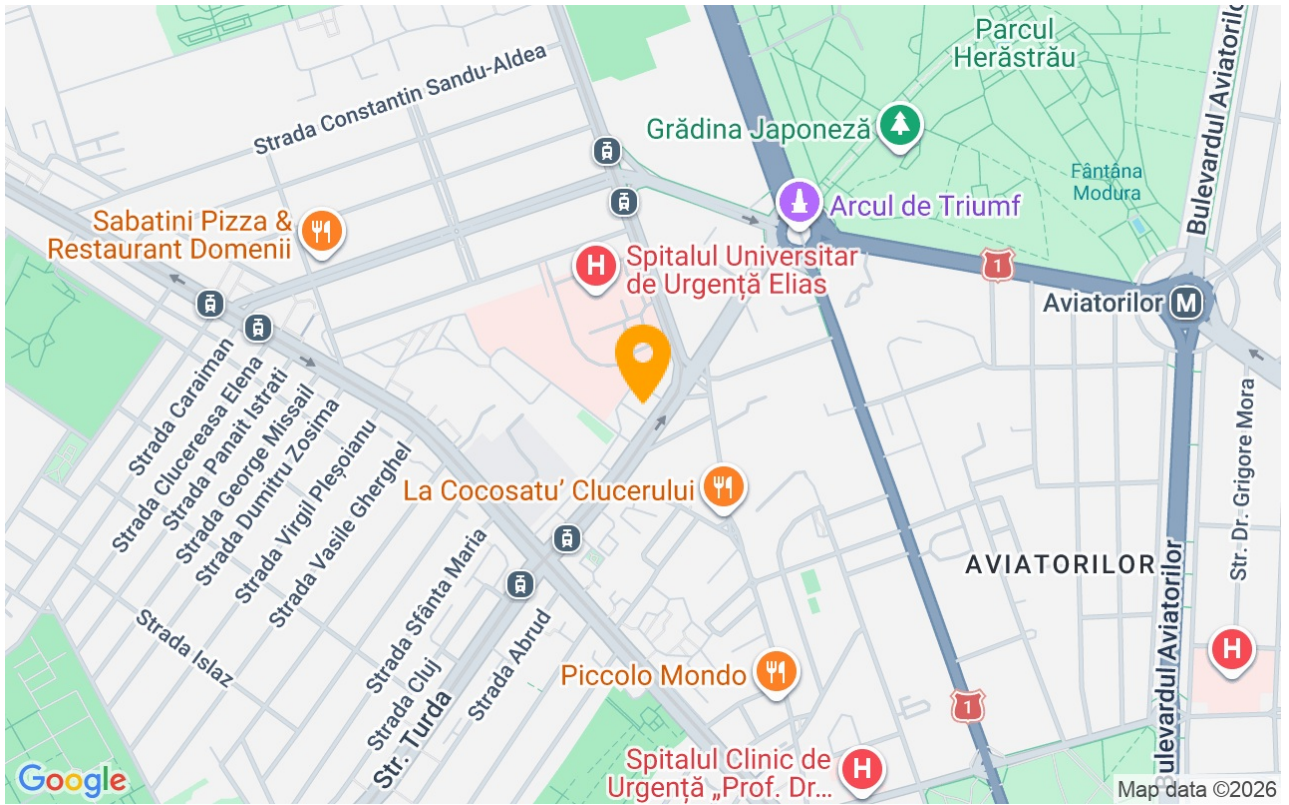 Parcul
Herăstrău
Bulevardul Aviatorilo
Strada Constantin Sandu-Aldea
Grădina Japoneză
Fântâna
Modura
Sabatini Pizza &
Restaurant Domenii
Arcul de Triumf
H
Spitalul Universitar
de Urgență Elias
1
Aviatorilor
M
Strada Caraiman
Strada Clucereasa Elena
Strada Panait Istrati
Strada George Missail
Strada Dumitru Zosima
Strada Virgil Pleșoianu
Strada Vasile Gherghel
Str. Dr. Grigore Mora
La Cocosatu’ Clucerului
AVIATORILOR
Bulevardul Aviatorilor
Strada Sfânta Maria
Strada Islaz
Strada Cluj
Str. Turda
Strada Abrud
H
Piccolo Mondo
1
Spitalul Clinic de
Urgență „Prof. Dr...
H
Google
Map data ©2026